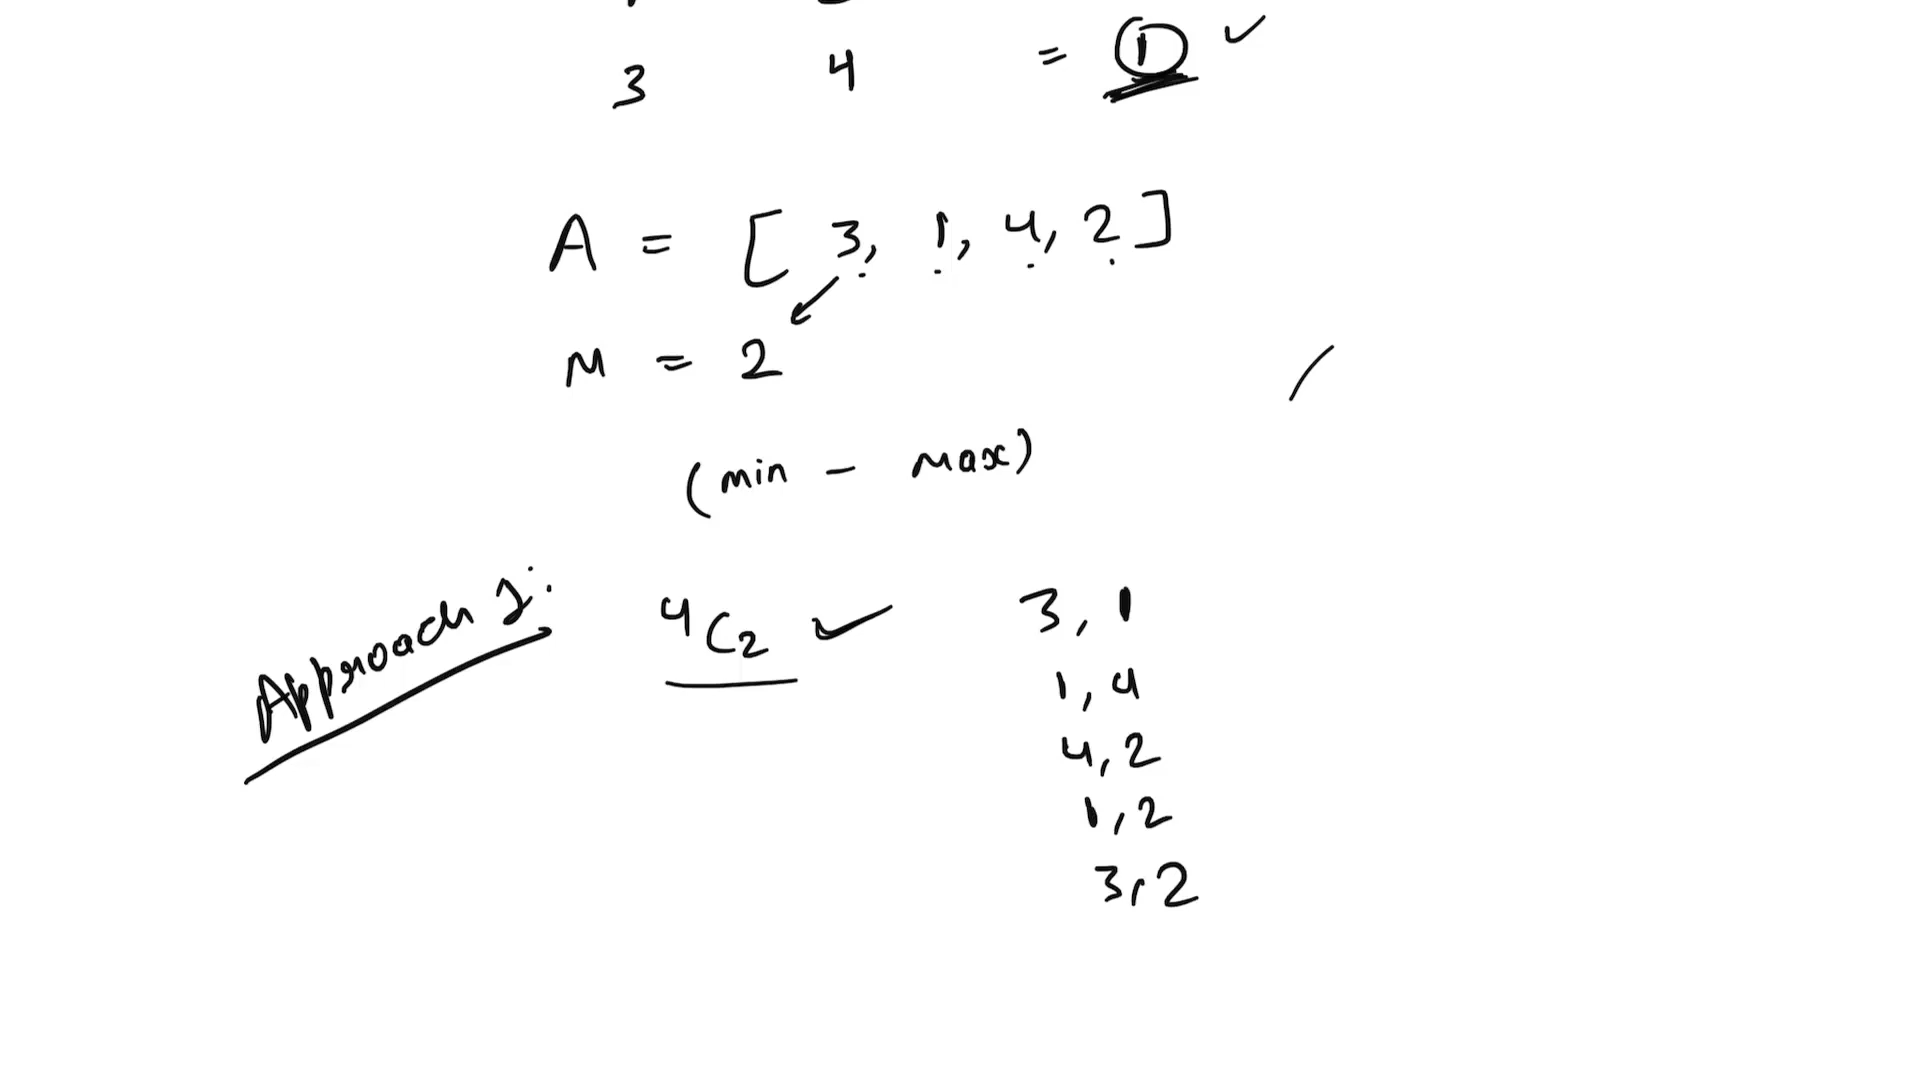 3 4 = 1
A = [ 3, 1, 4, 2 ]
M = 2
(min - max)
Approach 1:
4C2
3, 1
1, 4
4, 2
1, 2
3, 2